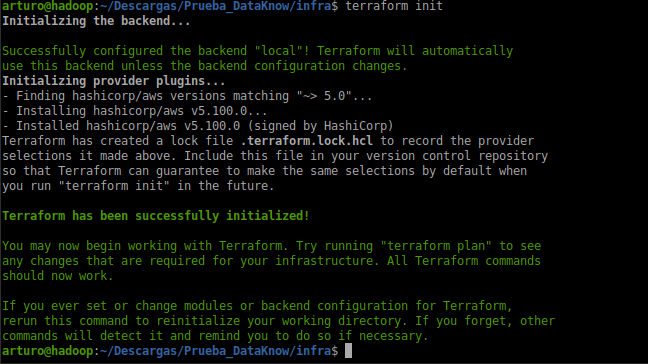 arturo@hadoop:~/Descargas/Prueba_DataKnow/infra$ terraform init
Initializing the backend...

Successfully configured the backend "local"! Terraform will automatically
use this backend unless the backend configuration changes.
Initializing provider plugins...
- Finding hashicorp/aws versions matching "~> 5.0"...
- Installing hashicorp/aws v5.100.0...
- Installed hashicorp/aws v5.100.0 (signed by HashiCorp)
Terraform has created a lock file .terraform.lock.hcl to record the provider
selections it made above. Include this file in your version control repository
so that Terraform can guarantee to make the same selections by default when
you run "terraform init" in the future.

Terraform has been successfully initialized!

You may now begin working with Terraform. Try running "terraform plan" to see
any changes that are required for your infrastructure. All Terraform commands
should now work.

If you ever set or change modules or backend configuration for Terraform,
rerun this command to reinitialize your working directory. If you forget, other
commands will detect it and remind you to do so if necessary.
arturo@hadoop:~/Descargas/Prueba_DataKnow/infra$